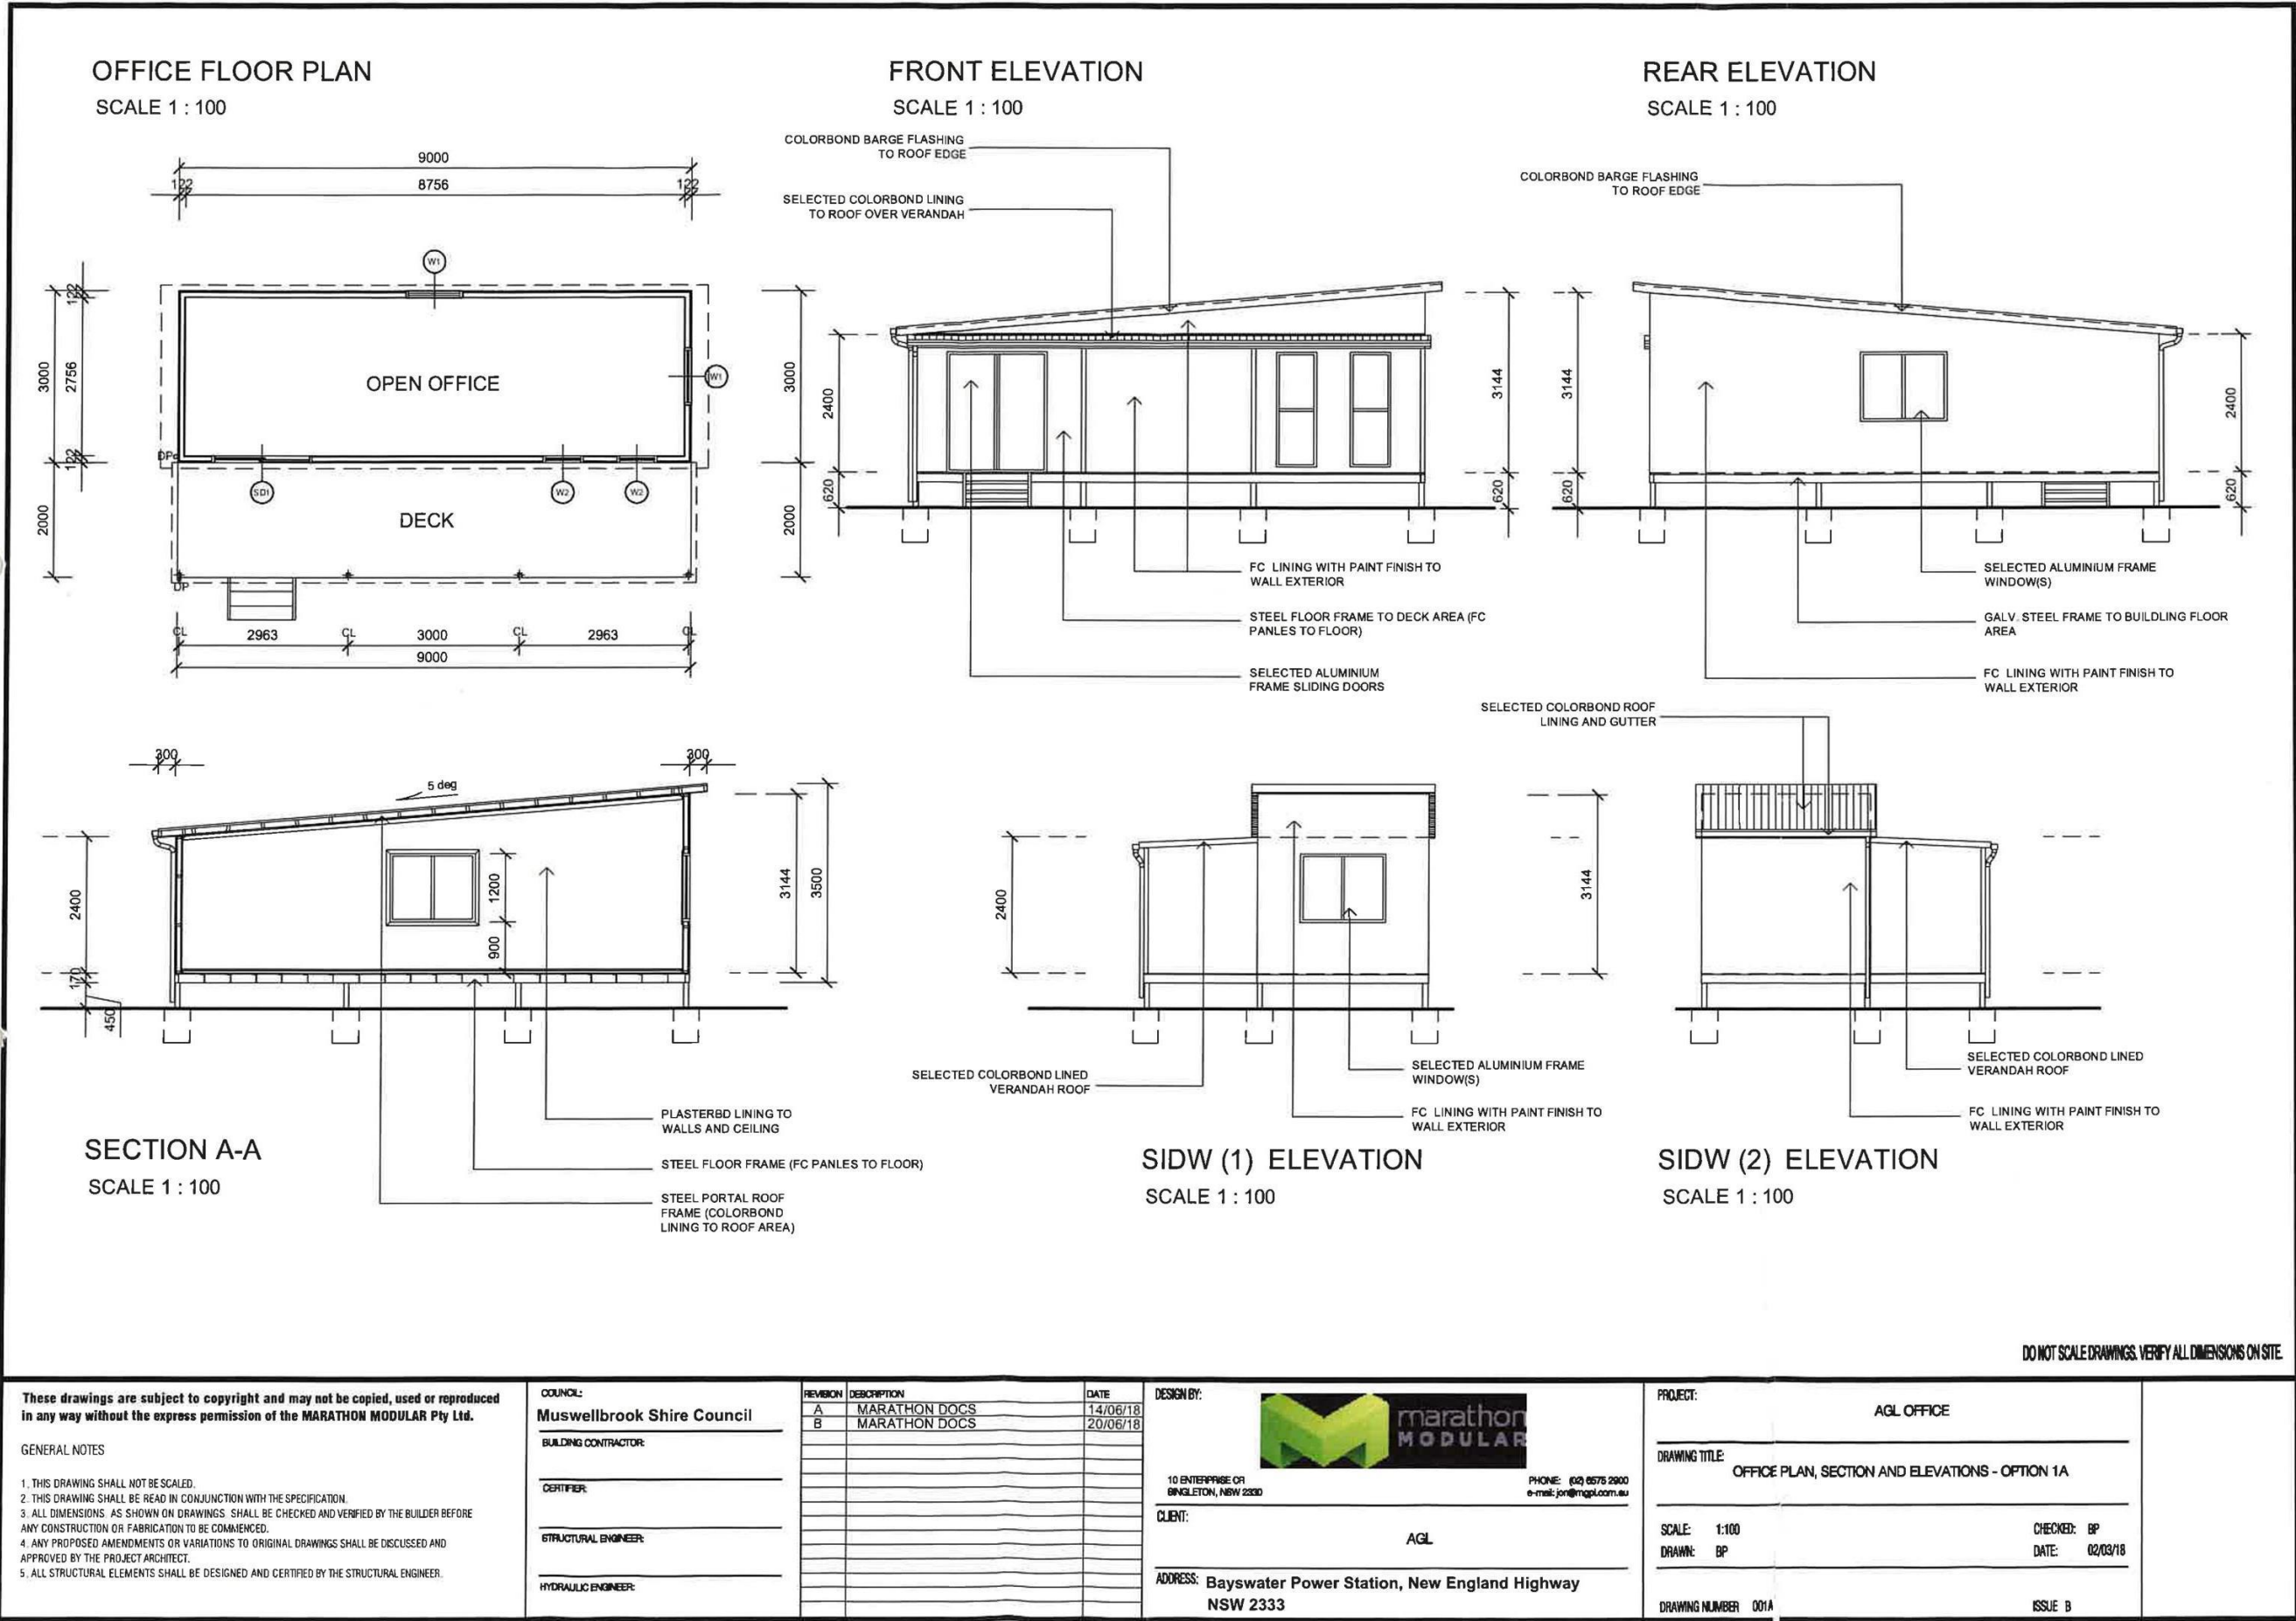 OFFICE FLOOR PLAN
SCALE 1 : 100
9000
122
8756
122
W1
122
3000
2756
122
2000
OPEN OFFICE
W1
DP
SD1
W2
W2
DECK
DP
3000
2000
CL
2963
CL
3000
CL
2963
CL
9000
FRONT ELEVATION
SCALE 1 : 100
COLORBOND BARGE FLASHING
TO ROOF EDGE
SELECTED COLORBOND LINING
TO ROOF OVER VERANDAH
2400
620
3144
620
FC LINING WITH PAINT FINISH TO
WALL EXTERIOR
STEEL FLOOR FRAME TO DECK AREA (FC
PANLES TO FLOOR)
SELECTED ALUMINIUM
FRAME SLIDING DOORS
REAR ELEVATION
SCALE 1 : 100
COLORBOND BARGE FLASHING
TO ROOF EDGE
3144
620
2400
620
SELECTED ALUMINIUM FRAME
WINDOW(S)
GALV. STEEL FRAME TO BUILDLING FLOOR
AREA
FC LINING WITH PAINT FINISH TO
WALL EXTERIOR
300
300
5 deg
2400
170
450
1200
900
3144
3500
PLASTERBD LINING TO
WALLS AND CEILING
STEEL FLOOR FRAME (FC PANLES TO FLOOR)
STEEL PORTAL ROOF
FRAME (COLORBOND
LINING TO ROOF AREA)
SECTION A-A
SCALE 1 : 100
2400
3144
SELECTED COLORBOND LINED
VERANDAH ROOF
SELECTED ALUMINIUM FRAME
WINDOW(S)
FC LINING WITH PAINT FINISH TO
WALL EXTERIOR
SIDW (1) ELEVATION
SCALE 1 : 100
SELECTED COLORBOND ROOF
LINING AND GUTTER
SELECTED COLORBOND LINED
VERANDAH ROOF
FC LINING WITH PAINT FINISH TO
WALL EXTERIOR
SIDW (2) ELEVATION
SCALE 1 : 100
DO NOT SCALE DRAWINGS. VERIFY ALL DIMENSIONS ON SITE.
These drawings are subject to copyright and may not be copied, used or reproduced
in any way without the express permission of the MARATHON MODULAR Pty Ltd.
GENERAL NOTES
1. THIS DRAWING SHALL NOT BE SCALED.
2. THIS DRAWING SHALL BE READ IN CONJUNCTION WITH THE SPECIFICATION.
3. ALL DIMENSIONS AS SHOWN ON DRAWINGS SHALL BE CHECKED AND VERIFIED BY THE BUILDER BEFORE
ANY CONSTRUCTION OR FABRICATION TO BE COMMENCED.
4. ANY PROPOSED AMENDMENTS OR VARIATIONS TO ORIGINAL DRAWINGS SHALL BE DISCUSSED AND
APPROVED BY THE PROJECT ARCHITECT.
5. ALL STRUCTURAL ELEMENTS SHALL BE DESIGNED AND CERTIFIED BY THE STRUCTURAL ENGINEER.
COUNCIL:
Muswellbrook Shire Council
BUILDING CONTRACTOR:
CERTIFIER:
STRUCTURAL ENGINEER:
HYDRAULIC ENGINEER:
REVISION DESCRIPTION DATE
A MARATHON DOCS 14/06/18
B MARATHON DOCS 20/06/18
DESIGN BY:
marathon
MODULAR
10 ENTERPRISE CR
SINGLETON, NSW 2330
PHONE: (02) 6575 2900
e-mail: jon@mgpl.com.au
CLIENT:
AGL
ADDRESS: Bayswater Power Station, New England Highway
NSW 2333
PROJECT:
AGL OFFICE
DRAWING TITLE:
OFFICE PLAN, SECTION AND ELEVATIONS - OPTION 1A
SCALE: 1:100
CHECKED: BP
DRAWN: BP
DATE: 02/03/18
DRAWING NUMBER 001A
ISSUE B